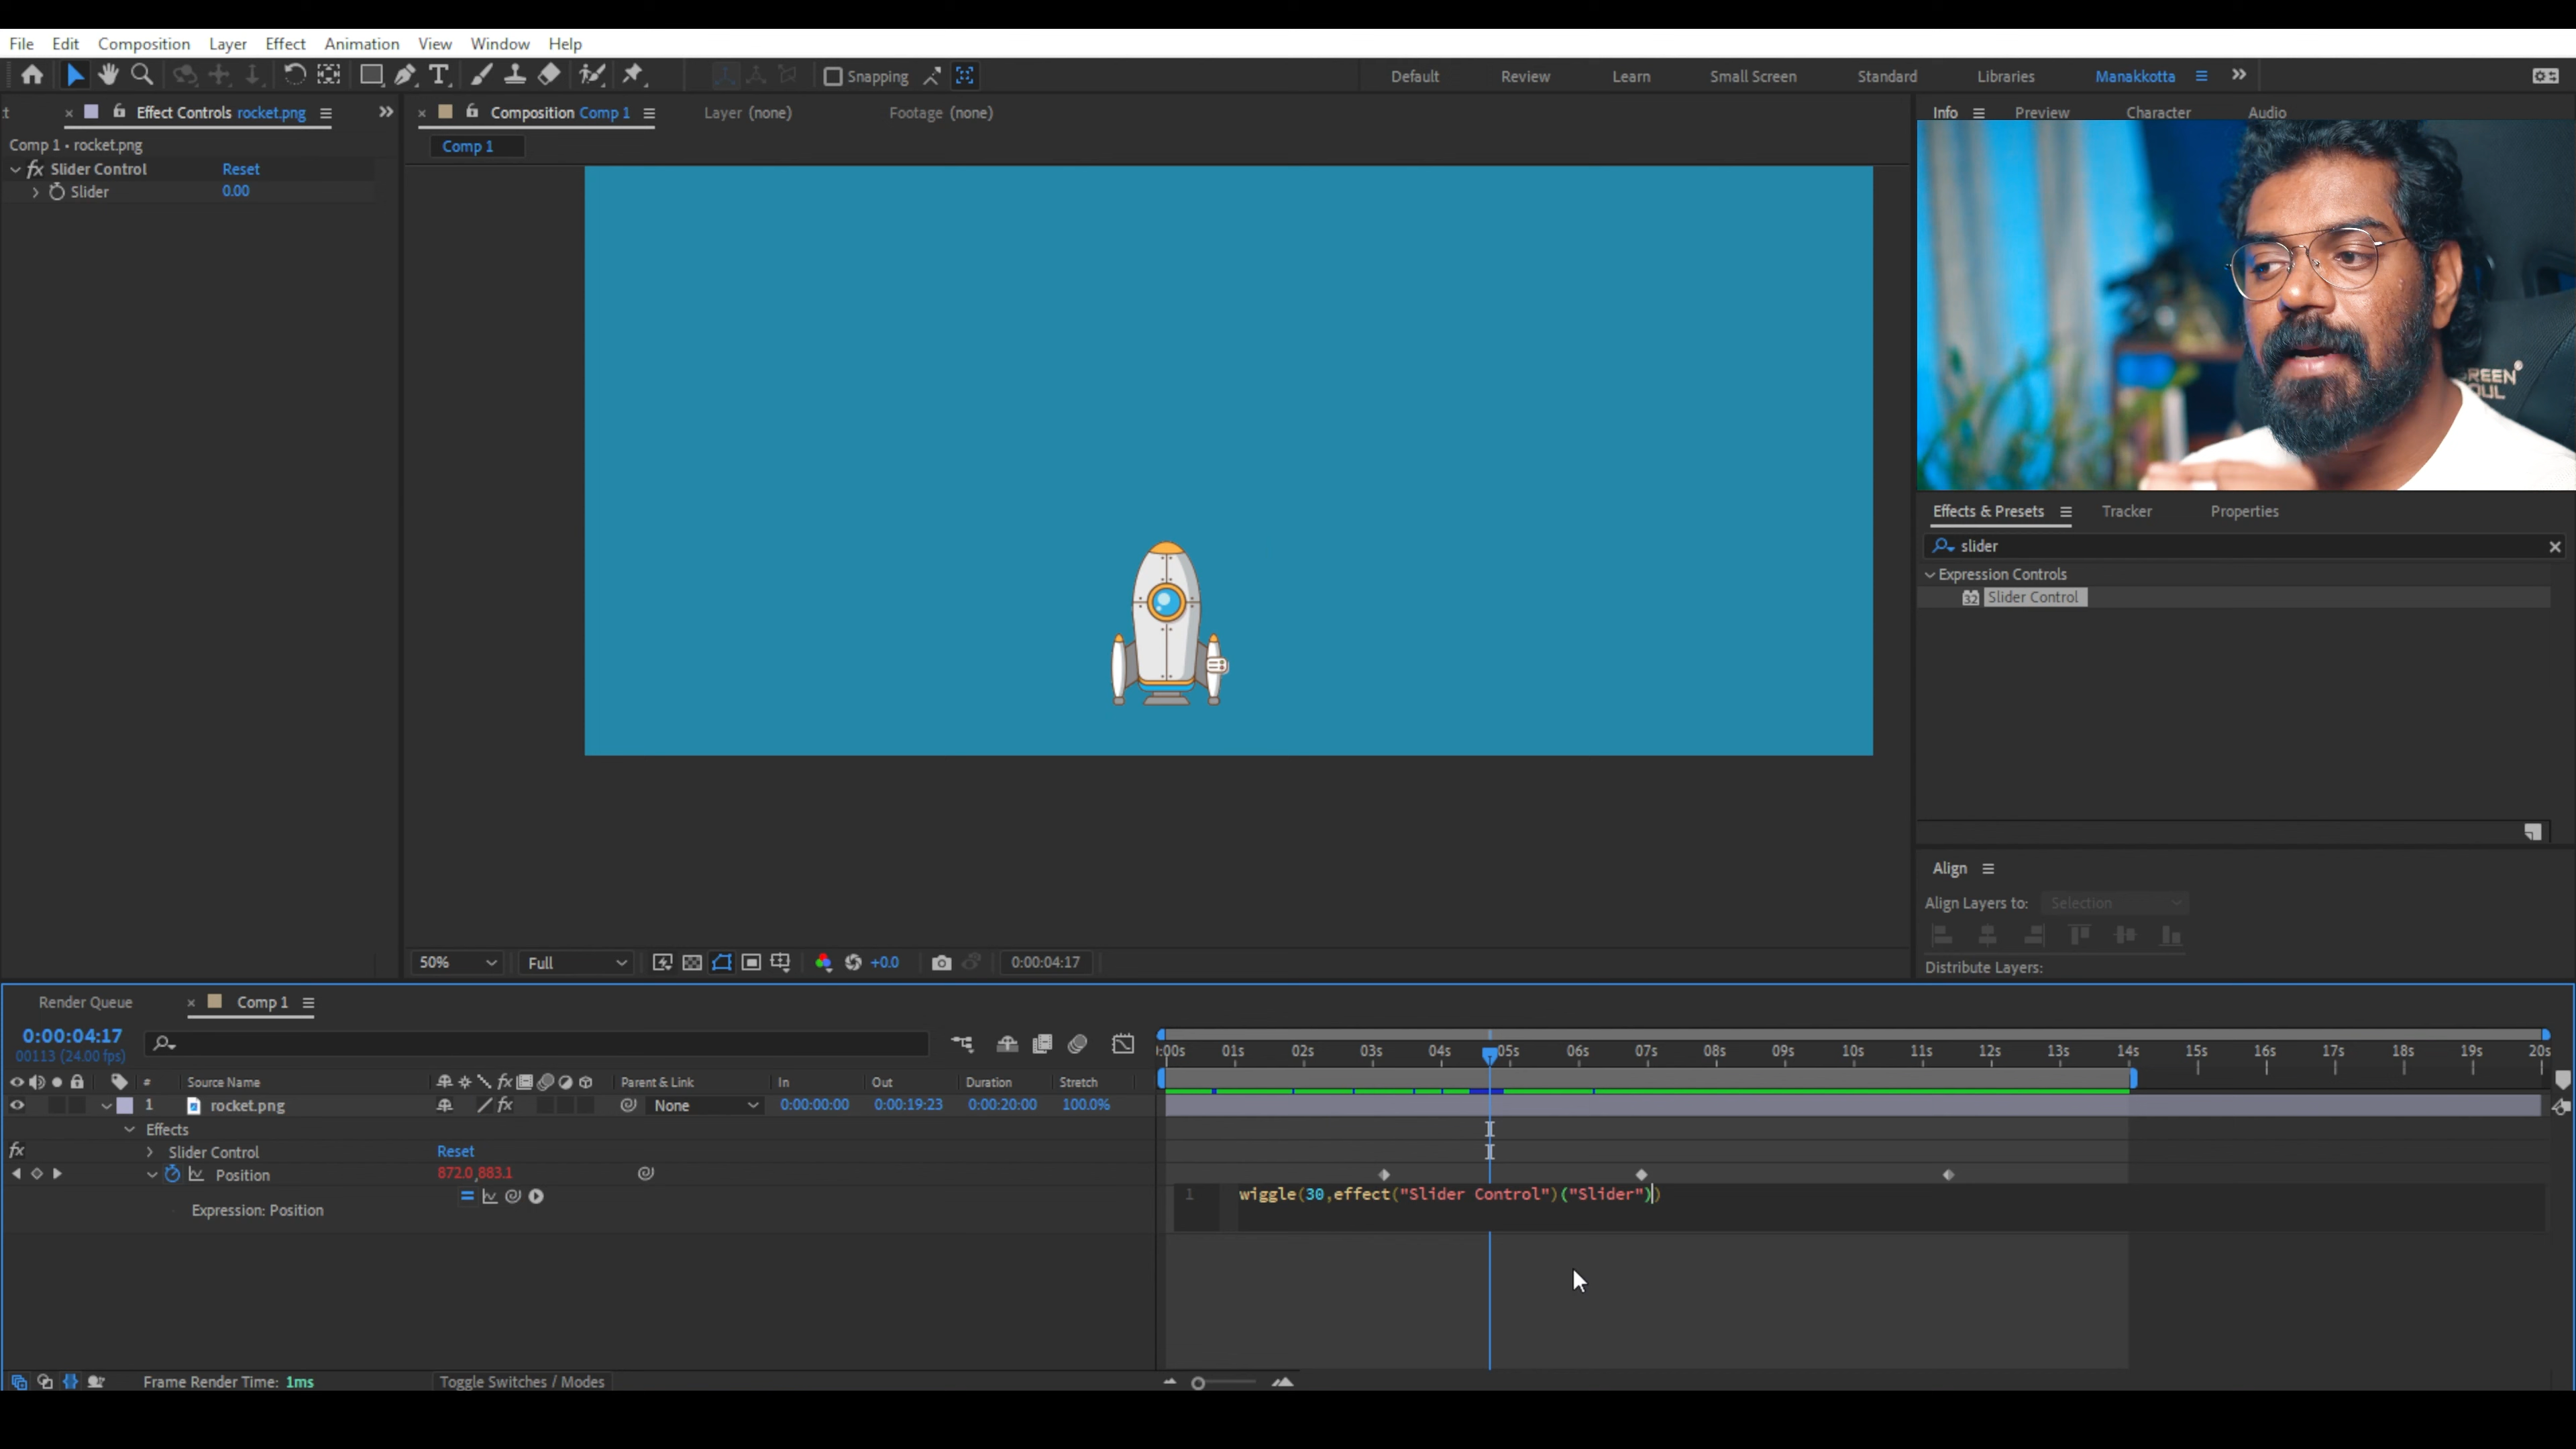 File Edit Composition Layer Effect Animation View Window Help
Snapping Default Review Learn Small Screen Standard Libraries Manakkotta
Effect Controls rocket.png
Composition Comp 1 Layer (none) Footage (none)
Info Preview Character Audio
Comp 1 • rocket.png
Comp 1
fx Slider Control Reset
Slider 0.00
Effects & Presets Tracker Properties
slider
Expression Controls
32 Slider Control
Align
Align Layers to: Selection
Distribute Layers:
50% Full +0.0 0:00:04:17
Render Queue Comp 1
0:00:04:17
00113 (24.00 fps)
:00s 01s 02s 03s 04s 05s 06s 07s 08s 09s 10s 11s 12s 13s 14s 15s 16s 17s 18s 19s 20s
# Source Name fx Parent & Link In Out Duration Stretch
1 rocket.png fx None 0:00:00:00 0:00:19:23 0:00:20:00 100.0%
Effects
fx Slider Control Reset
Position 872.0,883.1
Expression: Position
1 wiggle(30,effect("Slider Control")("Slider"))
Frame Render Time: 1ms Toggle Switches / Modes